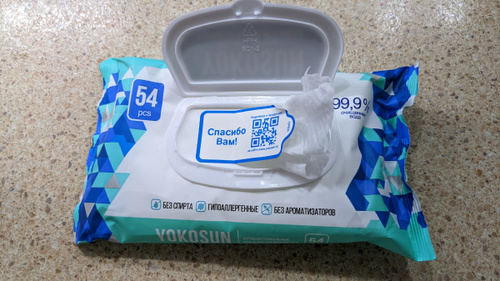 54
pcs
Спасибо
Вам!
99,9%
БЕЗ СПИРТА
ГИПОАЛЛЕРГЕННЫЕ
БЕЗ АРОМАТИЗАТОРОВ
YOKOSUN
54